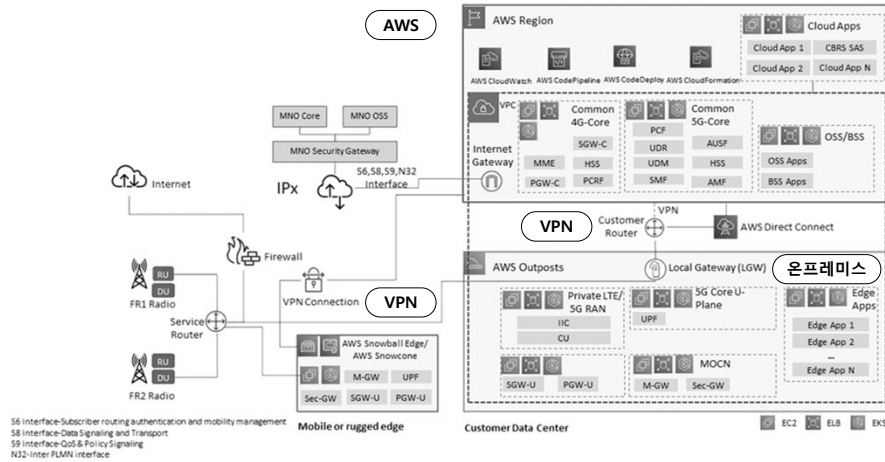 AWS
AWS Region
Cloud Apps
Cloud App 1
CBRS SAS
Cloud App 2
Cloud App N
AWS CloudWatch
AWS CodePipeline
AWS CodeDeploy
AWS CloudFormation
VPC
Common
4G-Core
SGW-C
MME
HSS
PGW-C
PCRF
Common
5G-Core
PCF
UDR
AUSF
UDM
HSS
SMF
AMF
OSS/BSS
OSS Apps
BSS Apps
Internet
Gateway
MNO Core
MNO OSS
MNO Security Gateway
IPx
S6,S8,S9,N32
Interface
Internet
Firewall
VPN Connection
VPN
RU
DU
FR1 Radio
Service
Router
RU
DU
FR2 Radio
VPN
VPN
Customer
Router
AWS Direct Connect
AWS Outposts
Local Gateway (LGW)
온프레미스
Private LTE/
5G RAN
IIC
CU
5G Core U-
Plane
UPF
Edge
Apps
Edge App 1
Edge App 2
...
Edge App N
SGW-U
PGW-U
MOCN
M-GW
Sec-GW
AWS Snowball Edge/
AWS Snowcone
M-GW
UPF
Sec-GW
SGW-U
PGW-U
Mobile or rugged edge
Customer Data Center
EC2
ELB
EKS
S6 Interface-Subscriber routing authentication and mobility management
S8 Interface-Data Signaling and Transport
S9 Interface-QoS & Policy Signaling
N32-Inter PLMN interface